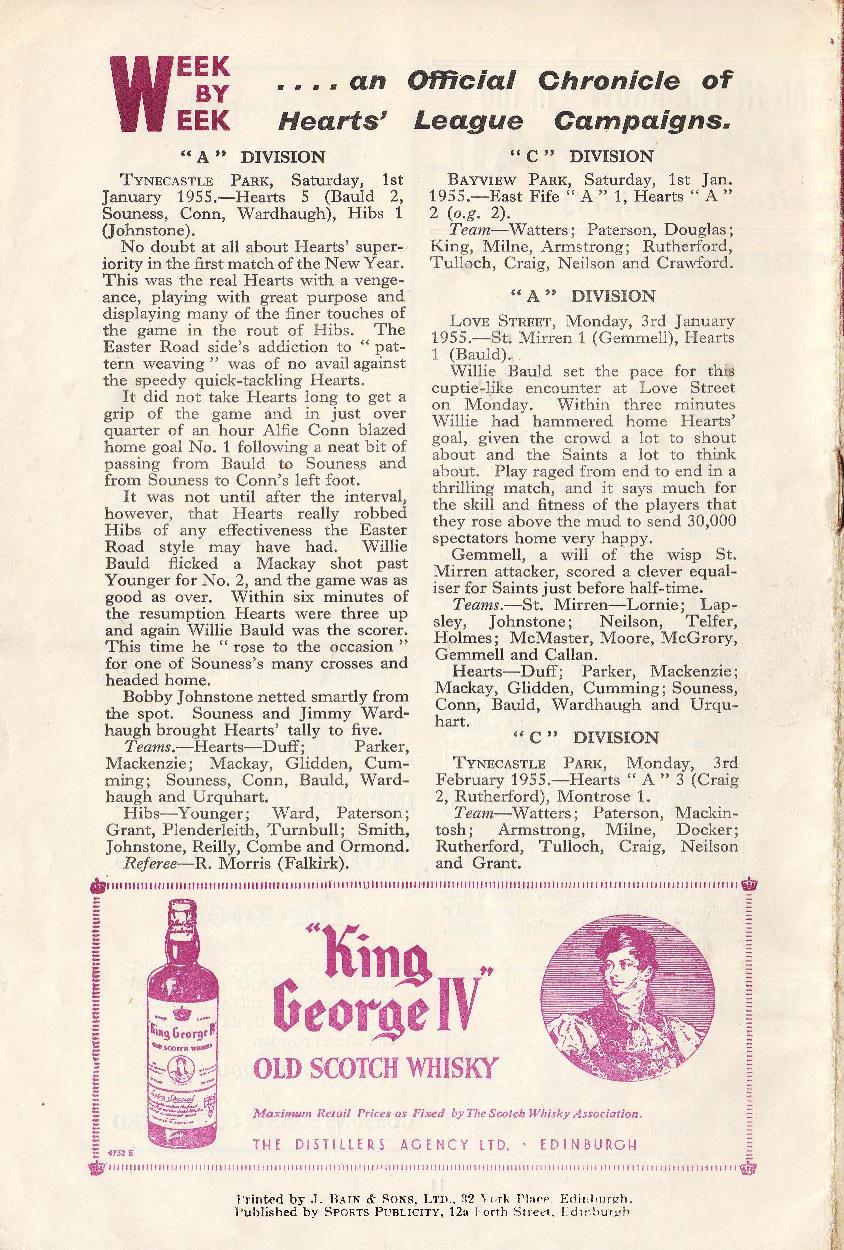 WEEK BY WEEK
.... an Official Chronicle of
Hearts' League Campaigns.
“ A ” DIVISION
TYNECASTLE PARK, Saturday, 1st
January 1955.—Hearts 5 (Bauld 2,
Souness, Conn, Wardhaugh), Hibs 1
(Johnstone).
No doubt at all about Hearts' super-
iority in the first match of the New Year.
This was the real Hearts with a venge-
ance, playing with great purpose and
displaying many of the finer touches of
the game in the rout of Hibs. The
Easter Road side's addiction to “ pat-
tern weaving ” was of no avail against
the speedy quick-tackling Hearts.
It did not take Hearts long to get a
grip of the game and in just over
quarter of an hour Alfie Conn blazed
home goal No. 1 following a neat bit of
passing from Bauld to Souness and
from Souness to Conn's left foot.
It was not until after the interval,
however, that Hearts really robbed
Hibs of any effectiveness the Easter
Road style may have had. Willie
Bauld flicked a Mackay shot past
Younger for No. 2, and the game was as
good as over. Within six minutes of
the resumption Hearts were three up
and again Willie Bauld was the scorer.
This time he “ rose to the occasion ”
for one of Souness's many crosses and
headed home.
Bobby Johnstone netted smartly from
the spot. Souness and Jimmy Ward-
haugh brought Hearts' tally to five.
Teams.—Hearts—Duff; Parker,
Mackenzie; Mackay, Glidden, Cum-
ming; Souness, Conn, Bauld, Ward-
haugh and Urquhart.
Hibs—Younger; Ward, Paterson;
Grant, Plenderleith, Turnbull; Smith,
Johnstone, Reilly, Combe and Ormond.
Referee—R. Morris (Falkirk).
“ C ” DIVISION
BAYVIEW PARK, Saturday, 1st Jan.
1955.—East Fife “ A ” 1, Hearts “ A ”
2 (o.g. 2).
Team—Watters; Paterson, Douglas;
King, Milne, Armstrong; Rutherford,
Tulloch, Craig, Neilson and Crawford.
“ A ” DIVISION
LOVE STREET, Monday, 3rd January
1955.—St. Mirren 1 (Gemmell), Hearts
1 (Bauld).
Willie Bauld set the pace for this
cuptie-like encounter at Love Street
on Monday. Within three minutes
Willie had hammered home Hearts'
goal, given the crowd a lot to shout
about and the Saints a lot to think
about. Play raged from end to end in a
thrilling match, and it says much for
the skill and fitness of the players that
they rose above the mud to send 30,000
spectators home very happy.
Gemmell, a will of the wisp St.
Mirren attacker, scored a clever equal-
iser for Saints just before half-time.
Teams.—St. Mirren—Lornie; Lap-
sley, Johnstone; Neilson, Telfer,
Holmes; McMaster, Moore, McGrory,
Gemmell and Callan.
Hearts—Duff; Parker, Mackenzie;
Mackay, Glidden, Cumming; Souness,
Conn, Bauld, Wardhaugh and Urqu-
hart.
“ C ” DIVISION
TYNECASTLE PARK, Monday, 3rd
February 1955.—Hearts “ A ” 3 (Craig
2, Rutherford), Montrose 1.
Team—Watters; Paterson, Mackin-
tosh; Armstrong, Milne, Docker;
Rutherford, Tulloch, Craig, Neilson
and Grant.
King George IV
OLD SCOTCH WHISKY
“King
George IV”
OLD SCOTCH WHISKY
Maximum Retail Prices as Fixed by The Scotch Whisky Association.
THE DISTILLERS AGENCY LTD. · EDINBURGH
4752 E
Printed by J. BAIN & SONS, LTD., 32 York Place, Edinburgh.
Published by SPORTS PUBLICITY, 12a Forth Street, Edinburgh